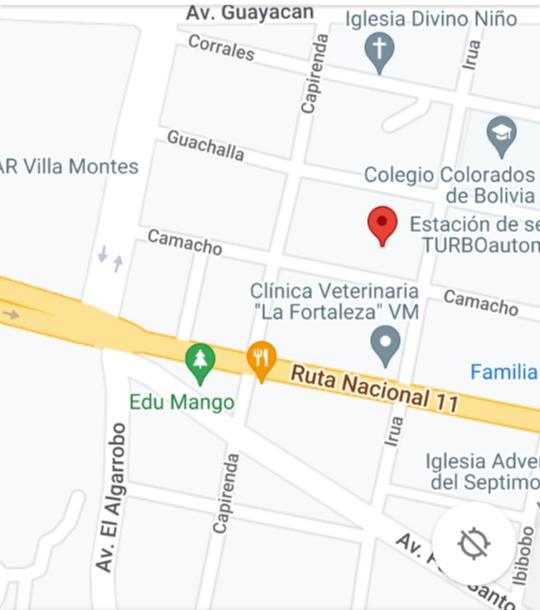 Av. Guayacan
Iglesia Divino Niño
Corrales
Capirenda
Irua
Guachalla
AR Villa Montes
Colegio Colorados
de Bolivia
Estación de se
TURBOautom
Camacho
Clínica Veterinaria
"La Fortaleza" VM
Camacho
Edu Mango
Ruta Nacional 11
Familia
Av. El Algarrobo
Capirenda
Irua
Iglesia Adve
del Septimo
Av.
Santo
Ibibobo